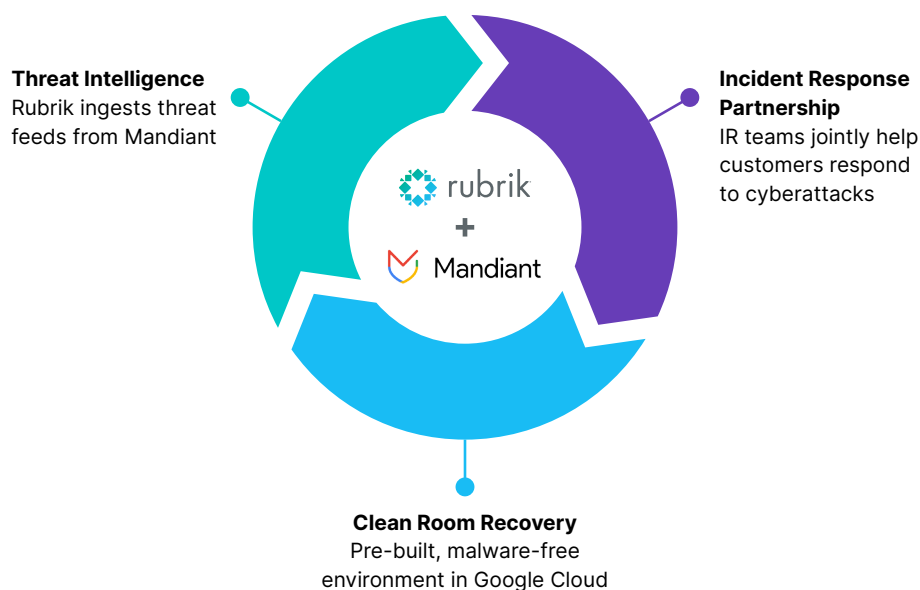 Threat Intelligence
Rubrik ingests threat
feeds from Mandiant
Incident Response
Partnership
IR teams jointly help
customers respond
to cyberattacks
rubrik
+
Mandiant
Clean Room Recovery
Pre-built, malware-free
environment in Google Cloud